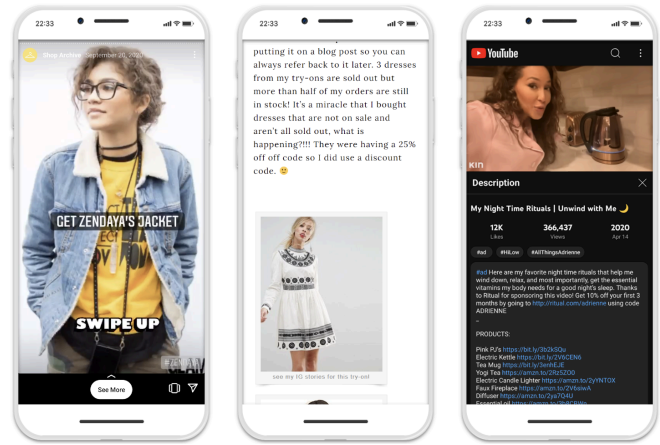 22:33
Shop Archive September 20, 2020
GET ZENDAYA'S JACKET
SWIPE UP
#ZENDAYA
See More
22:33
putting it on a blog post so you can
always refer back to it later. 3 dresses
from my try-ons are sold out but
more than half of my orders are still
in stock! It's a miracle that I bought
dresses that are not on sale and
aren't all sold out, what is
happening?!!! They were having a 25%
off off code so I did use a discount
code. 🙂
see my IG stories for this try-on!
22:33
YouTube
KIN
Description
My Night Time Rituals | Unwind with Me 🌙
12K 366,437 2020
Likes Views Apr 14
#ad #HiLow #AllThingsAdrienne
#ad Here are my favorite night time rituals that help me
wind down, relax, and most importantly, get the essential
vitamins my body needs for a good night's sleep. Thanks
to Ritual for sponsoring this video! Get 10% off your first 3
months by going to http://ritual.com/adrienne using code
ADRIENNE
-
PRODUCTS:
Pink PJ's https://bit.ly/3b2kSQu
Electric Kettle https://bit.ly/2V6CEN6
Tea Mug https://bit.ly/3enhEJE
Yogi Tea https://amzn.to/2Rz5ZO0
Electric Candle Lighter https://amzn.to/2yYNTOX
Faux Fireplace https://amzn.to/2V6siwA
Diffuser https://amzn.to/2ya7Q4U
Essential oil